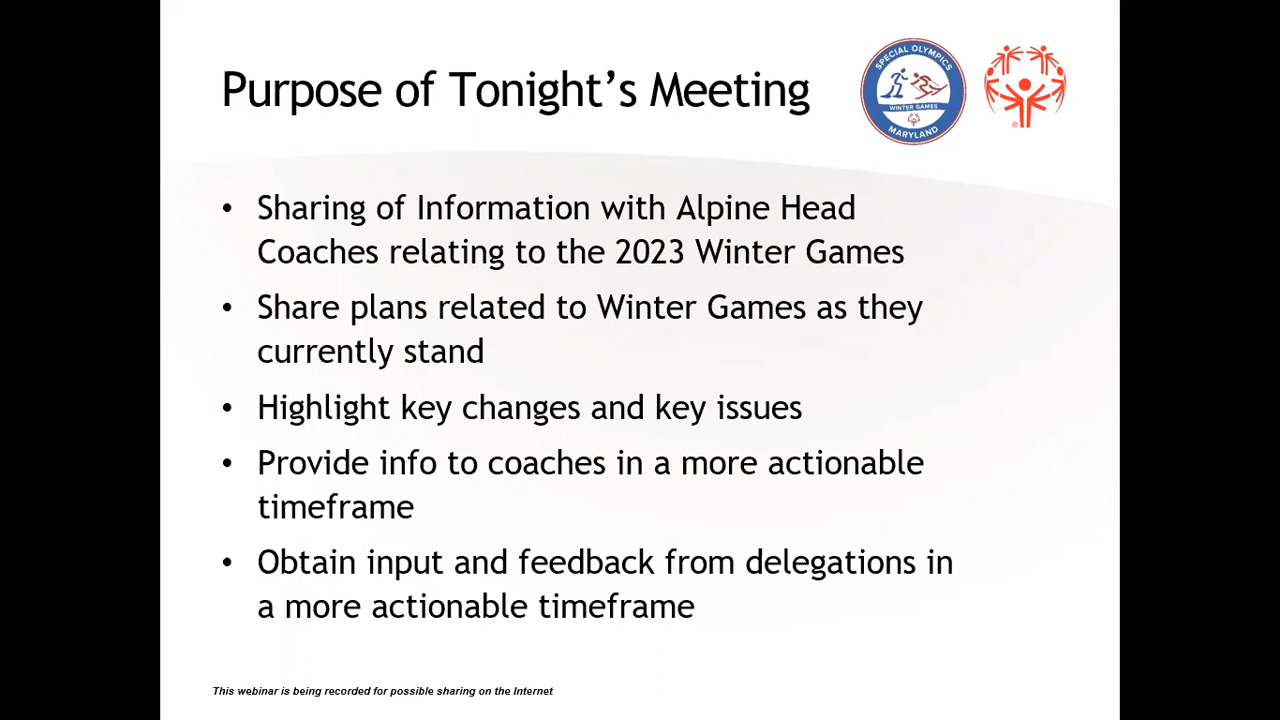 Purpose of Tonight's Meeting
SPECIAL OLYMPICS
WINTER GAMES
MARYLAND
®
• Sharing of Information with Alpine Head
Coaches relating to the 2023 Winter Games
• Share plans related to Winter Games as they
currently stand
• Highlight key changes and key issues
• Provide info to coaches in a more actionable
timeframe
• Obtain input and feedback from delegations in
a more actionable timeframe
This webinar is being recorded for possible sharing on the Internet